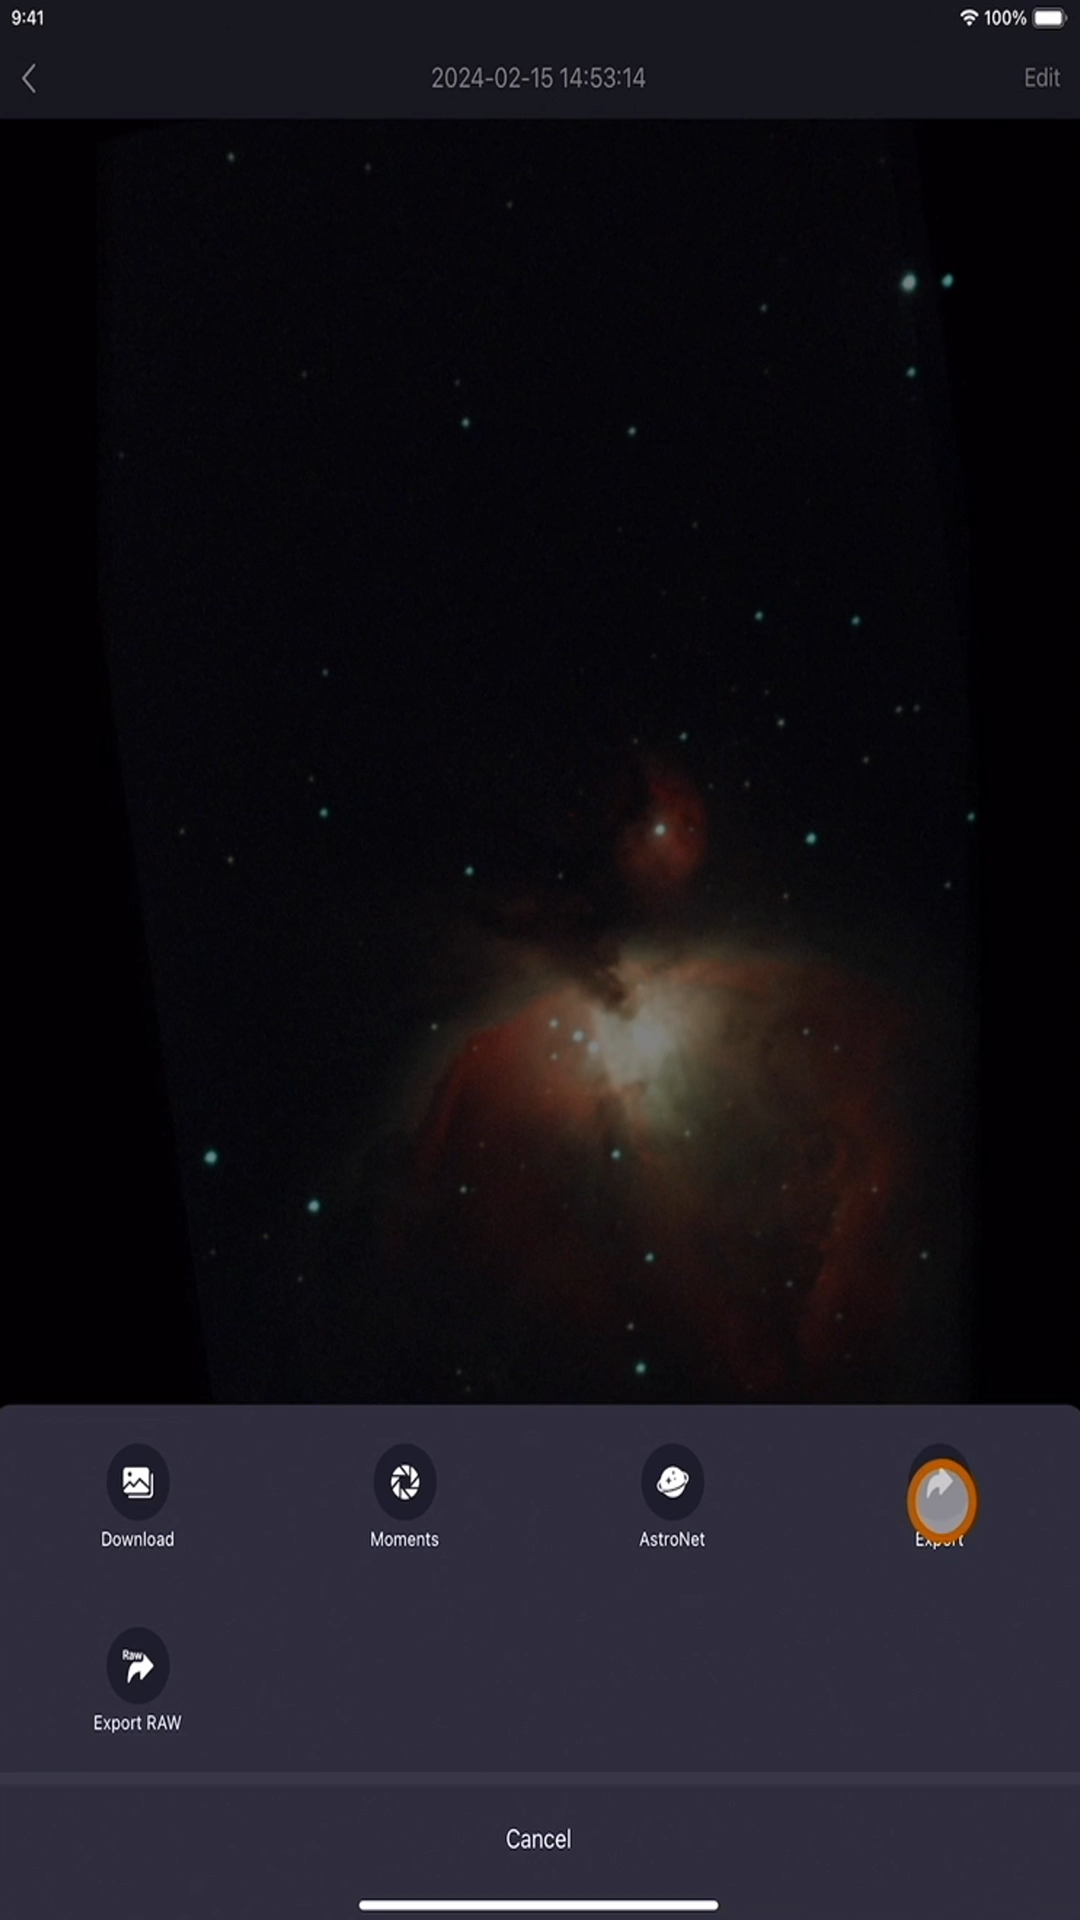 9:41
100%
2024-02-15 14:53:14
Edit
Download
Moments
AstroNet
Export
Raw
Export RAW
Cancel